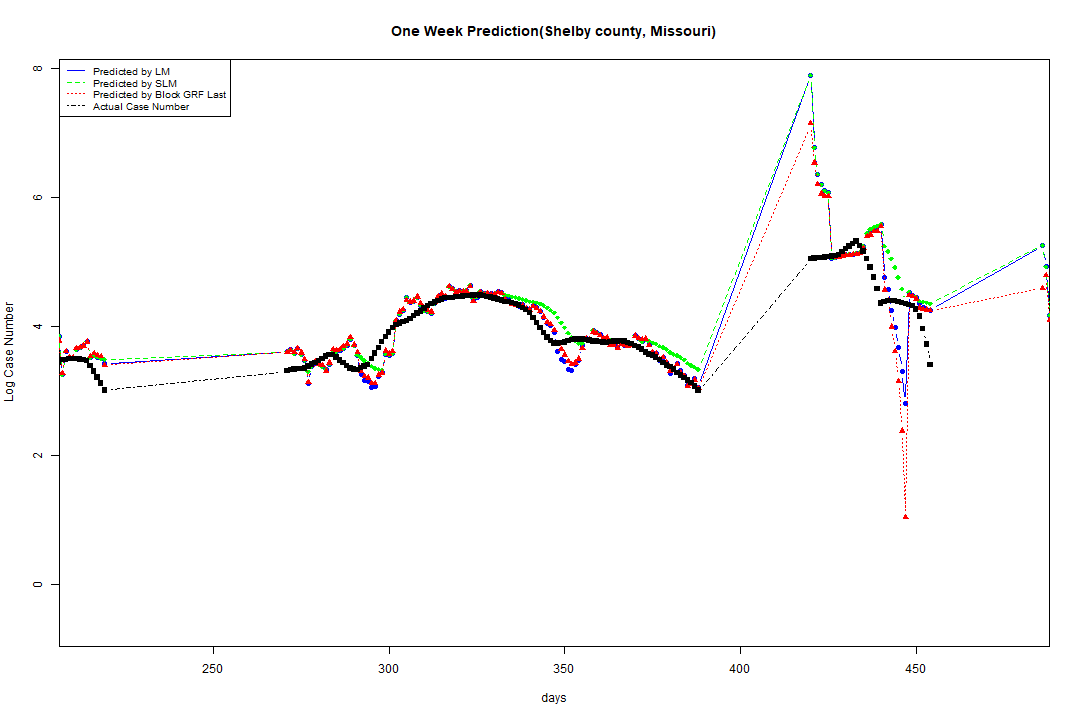 One Week Prediction(Shelby county, Missouri)
Predicted by LM
Predicted by SLM
Predicted by Block GRF Last
Actual Case Number
8
6
4
2
0
Log Case Number
250
300
350
400
450
days